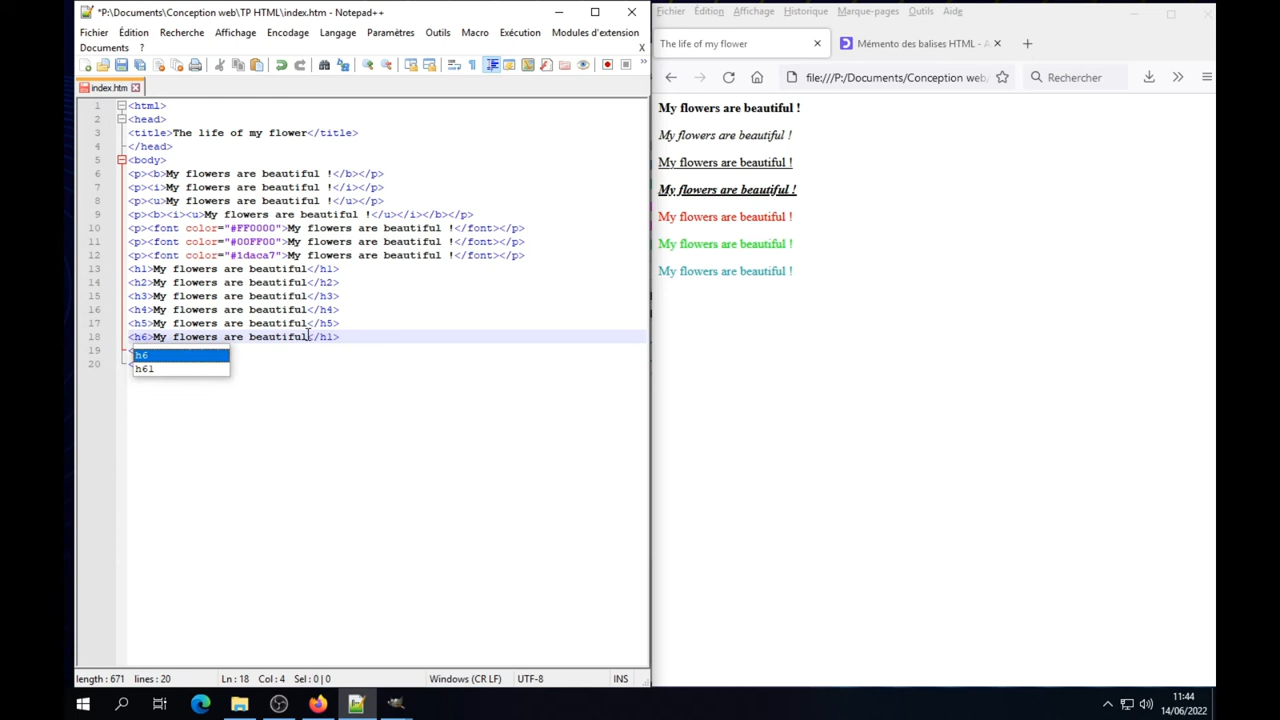 *P:\Documents\Conception web\TP HTML\index.htm - Notepad++
Fichier Édition Recherche Affichage Encodage Langage Paramètres Outils Macro Exécution Modules d'extension
Documents ? X
index.htm
1 <html>
2 <head>
3 <title>The life of my flower</title>
4 </head>
5 <body>
6 <p><b>My flowers are beautiful !</b></p>
7 <p><i>My flowers are beautiful !</i></p>
8 <p><u>My flowers are beautiful !</u></p>
9 <p><b><i><u>My flowers are beautiful !</u></i></b></p>
10 <p><font color="#FF0000">My flowers are beautiful !</font></p>
11 <p><font color="#00FF00">My flowers are beautiful !</font></p>
12 <p><font color="#1daca7">My flowers are beautiful !</font></p>
13 <h1>My flowers are beautiful</h1>
14 <h2>My flowers are beautiful</h2>
15 <h3>My flowers are beautiful</h3>
16 <h4>My flowers are beautiful</h4>
17 <h5>My flowers are beautiful</h5>
18 <h6>My flowers are beautiful</h1>
19 <
20 <
h6
h61
length : 671 lines : 20 Ln : 18 Col : 4 Sel : 0 | 0 Windows (CR LF) UTF-8 INS
Fichier Édition Affichage Historique Marque-pages Outils Aide
The life of my flower Mémento des balises HTML - A
file:///P:/Documents/Conception web/ Rechercher
My flowers are beautiful !
My flowers are beautiful !
My flowers are beautiful !
My flowers are beautiful !
My flowers are beautiful !
My flowers are beautiful !
My flowers are beautiful !
11:44
14/06/2022